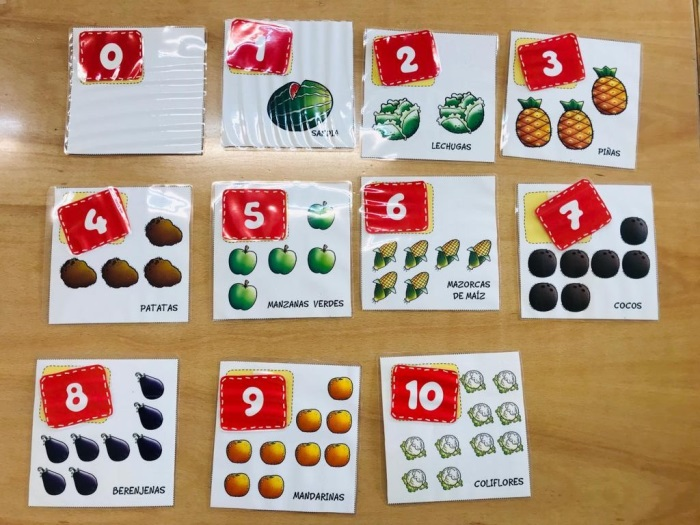 0
1
SANDIA
2
LECHUGAS
3
PIÑAS
4
PATATAS
5
MANZANAS VERDES
6
MAZORCAS
DE MAÍZ
7
COCOS
8
BERENJENAS
9
MANDARINAS
10
COLIFLORES